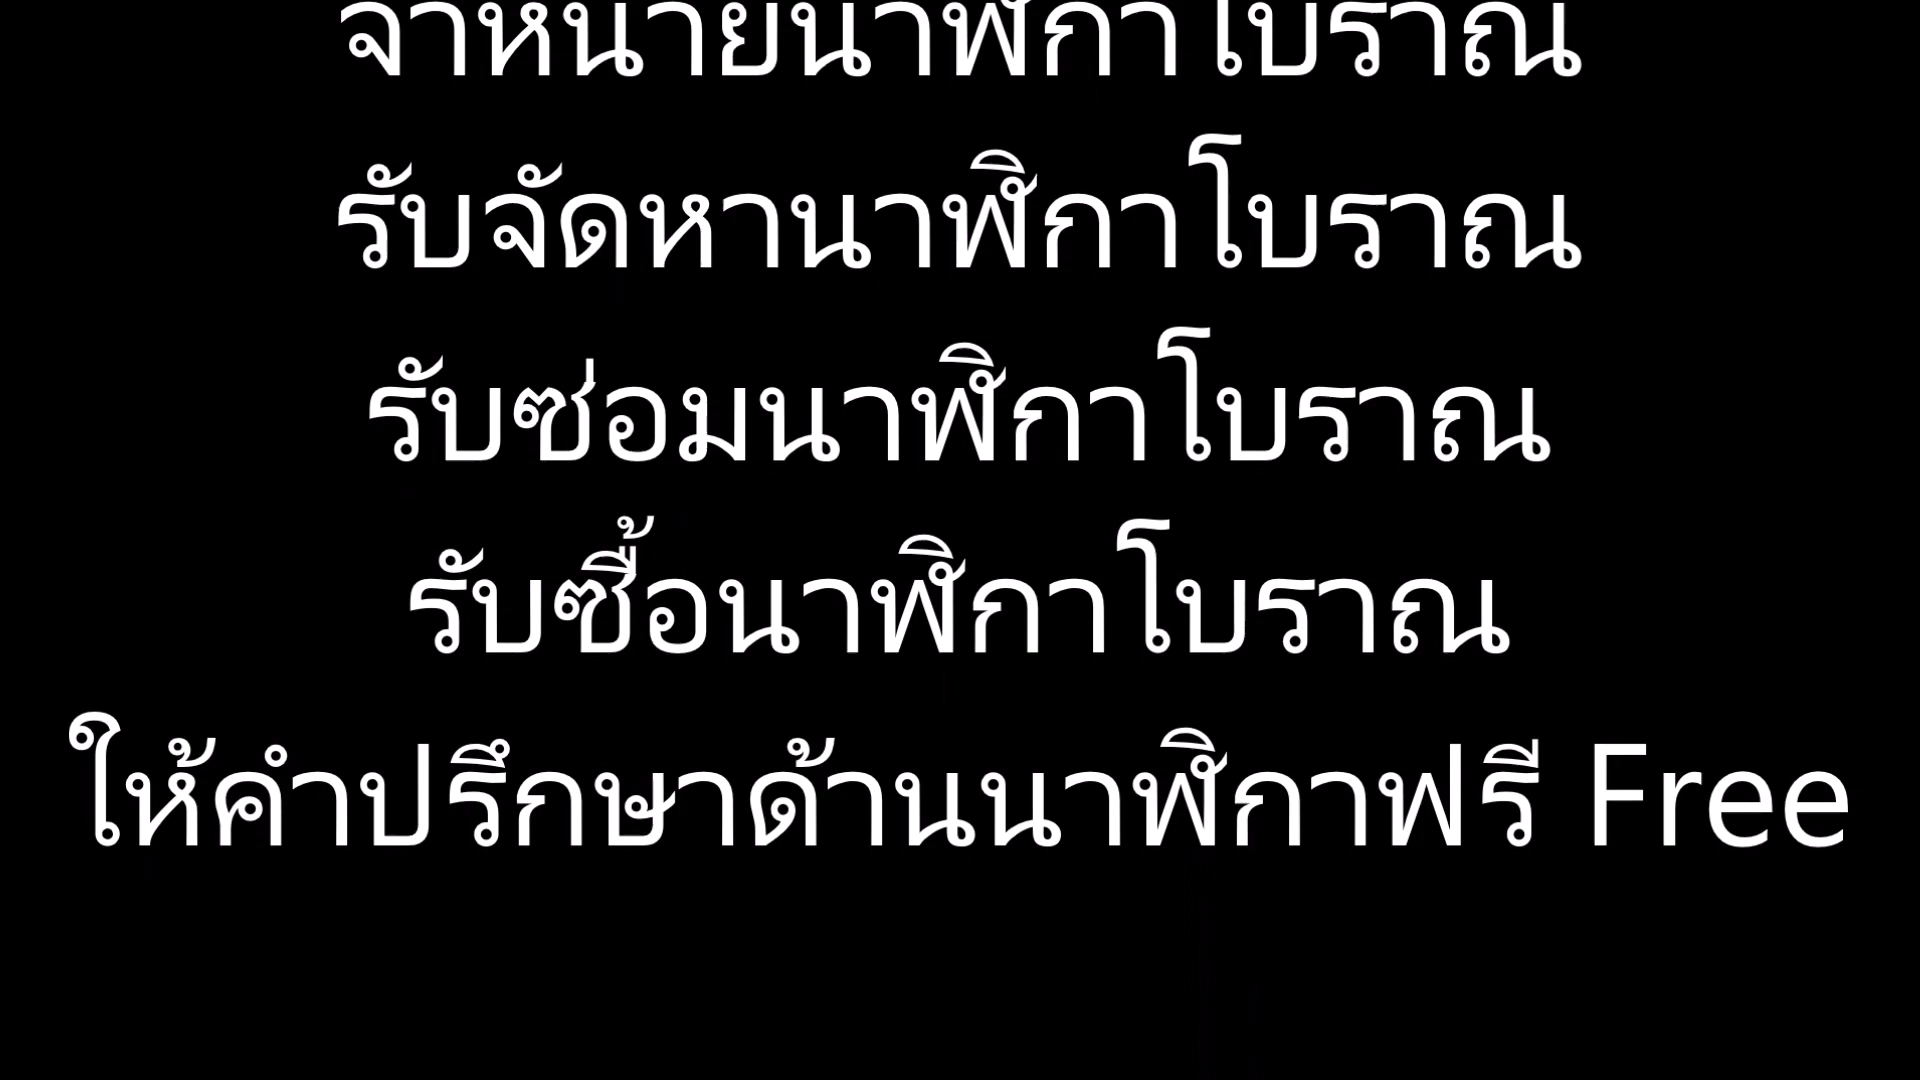 จำหน่ายนาฬิกาโบราณ
รับจัดหานาฬิกาโบราณ
รับซ่อมนาฬิกาโบราณ
รับซื้อนาฬิกาโบราณ
ให้คำปรึกษาด้านนาฬิกาฟรี Free